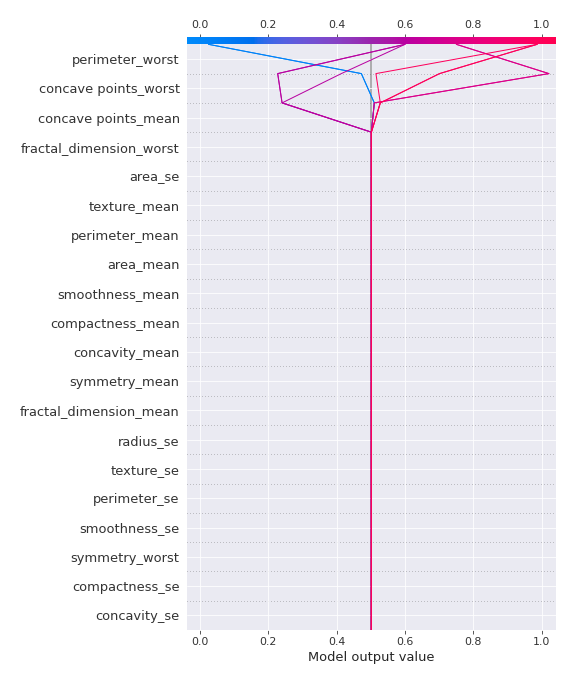 0.0 0.2 0.4 0.6 0.8 1.0
perimeter_worst
concave points_worst
concave points_mean
fractal_dimension_worst
area_se
texture_mean
perimeter_mean
area_mean
smoothness_mean
compactness_mean
concavity_mean
symmetry_mean
fractal_dimension_mean
radius_se
texture_se
perimeter_se
smoothness_se
symmetry_worst
compactness_se
concavity_se
0.0 0.2 0.4 0.6 0.8 1.0
Model output value